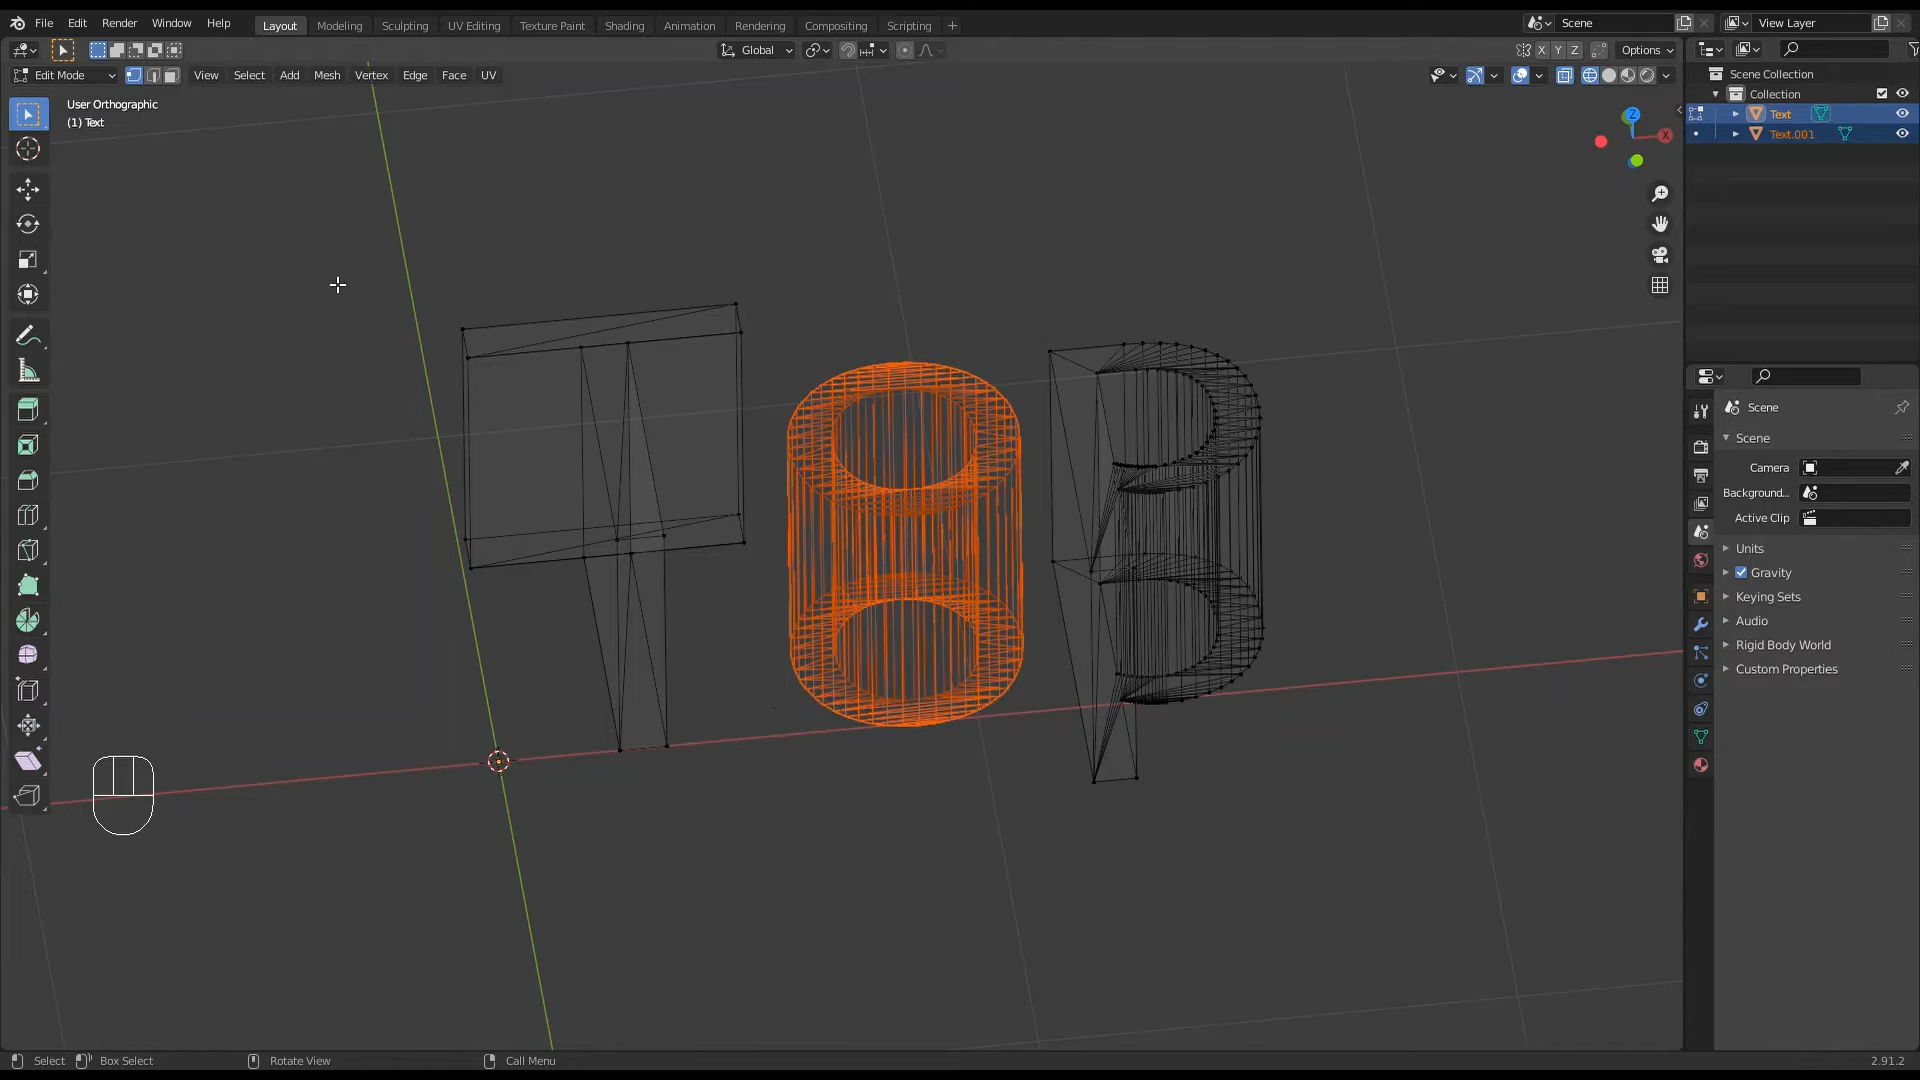 File Edit Render Window Help
Layout Modeling Sculpting UV Editing Texture Paint Shading Animation Rendering Compositing Scripting +
Scene View Layer
Global X Y Z Options
Edit Mode View Select Add Mesh Vertex Edge Face UV
User Orthographic
(1) Text
Z
X
Scene Collection
Collection
Text
Text.001
Scene
Scene
Camera
Background...
Active Clip
Units
Gravity
Keying Sets
Audio
Rigid Body World
Custom Properties
Select Box Select Rotate View Call Menu 2.91.2